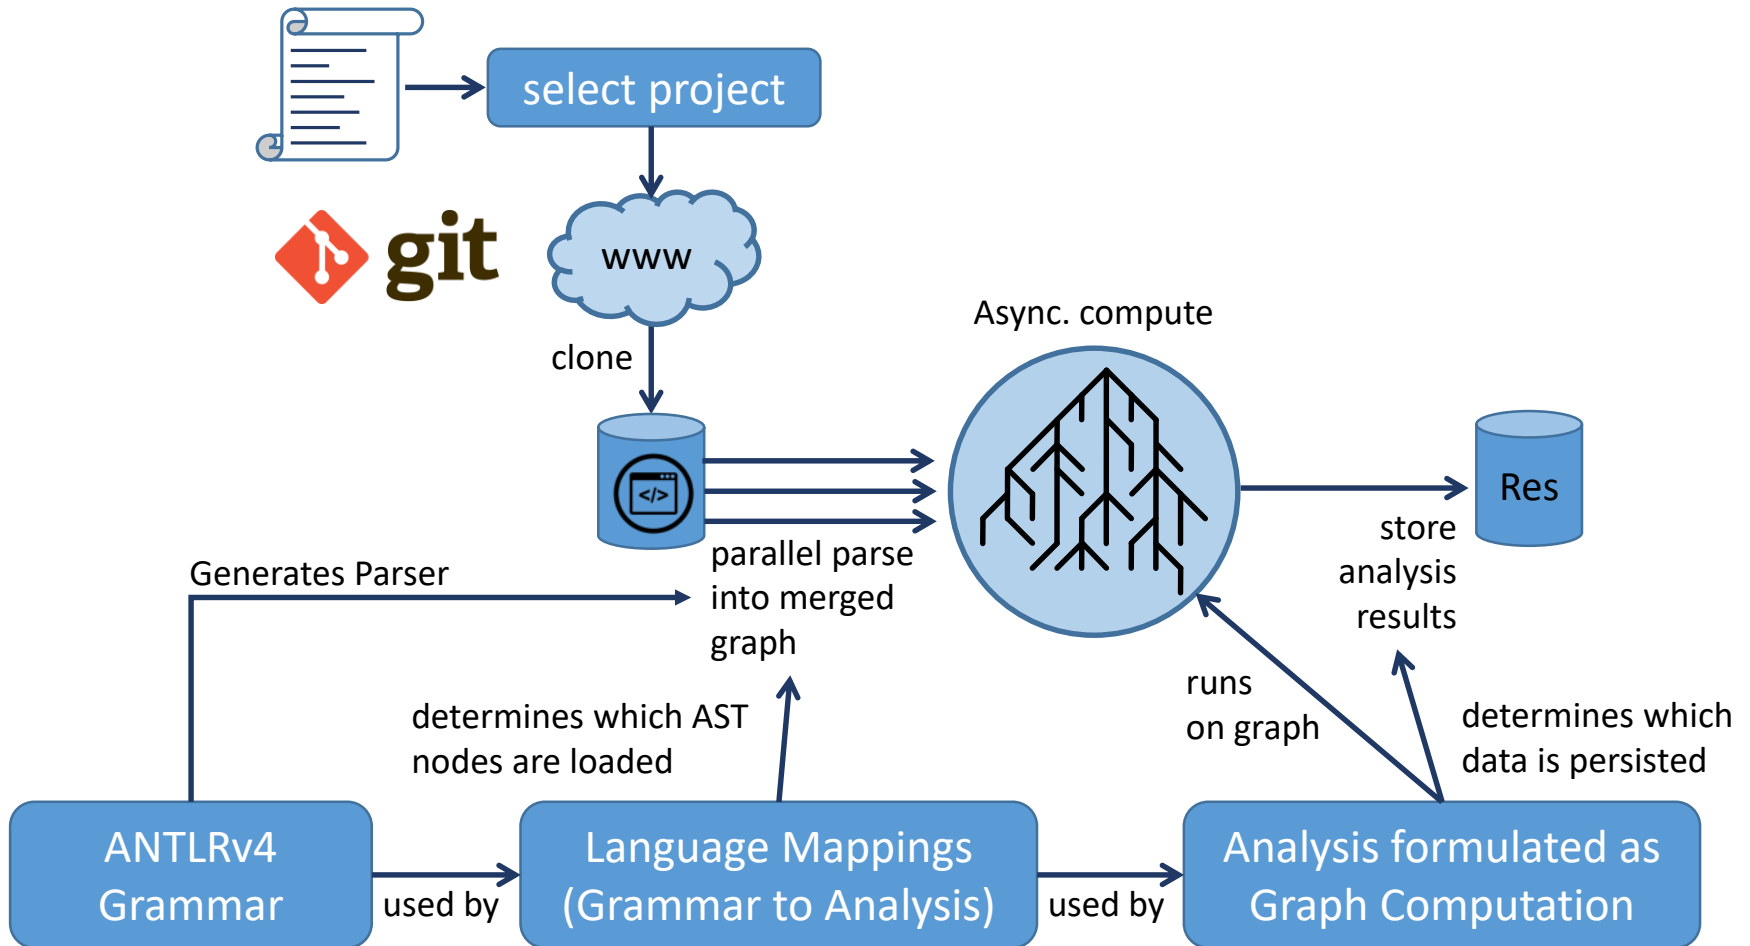 select project
git
www
clone
Async. compute
</>
Res
parallel parse
into merged
graph
store
analysis
results
Generates Parser
determines which AST
nodes are loaded
runs
on graph
determines which
data is persisted
ANTLRv4
Grammar
used by
Language Mappings
(Grammar to Analysis)
used by
Analysis formulated as
Graph Computation